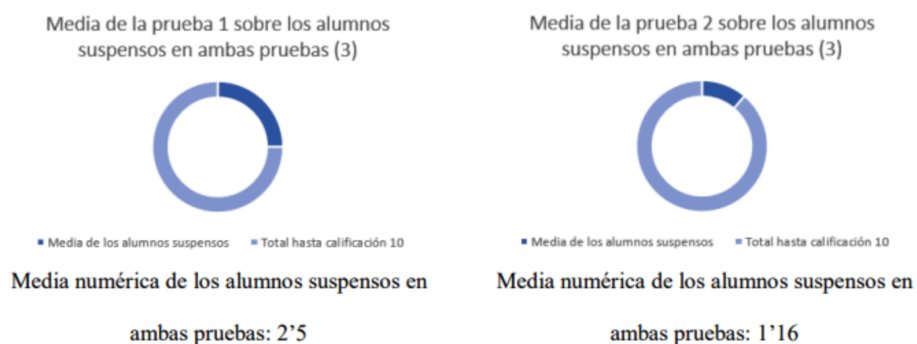 Media de la prueba 1 sobre los alumnos
suspensos en ambas pruebas (3)
Media de los alumnos suspensos
Total hasta calificación 10
Media numérica de los alumnos suspensos en
ambas pruebas: 2’5
Media de la prueba 2 sobre los alumnos
suspensos en ambas pruebas (3)
Media de los alumnos suspensos
Total hasta calificación 10
Media numérica de los alumnos suspensos en
ambas pruebas: 1’16